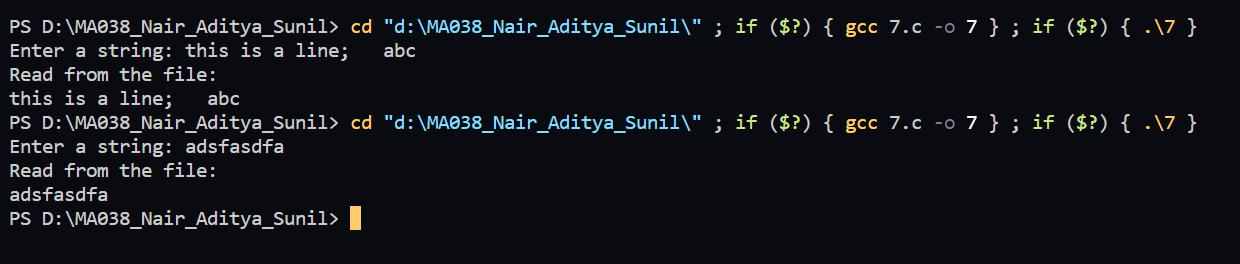 PS D:\MA038_Nair_Aditya_Sunil> cd "d:\MA038_Nair_Aditya_Sunil\" ; if ($?) { gcc 7.c -o 7 } ; if ($?) { .\7 }
Enter a string: this is a line;   abc
Read from the file:
this is a line;   abc
PS D:\MA038_Nair_Aditya_Sunil> cd "d:\MA038_Nair_Aditya_Sunil\" ; if ($?) { gcc 7.c -o 7 } ; if ($?) { .\7 }
Enter a string: adsfasdfa
Read from the file:
adsfasdfa
PS D:\MA038_Nair_Aditya_Sunil>